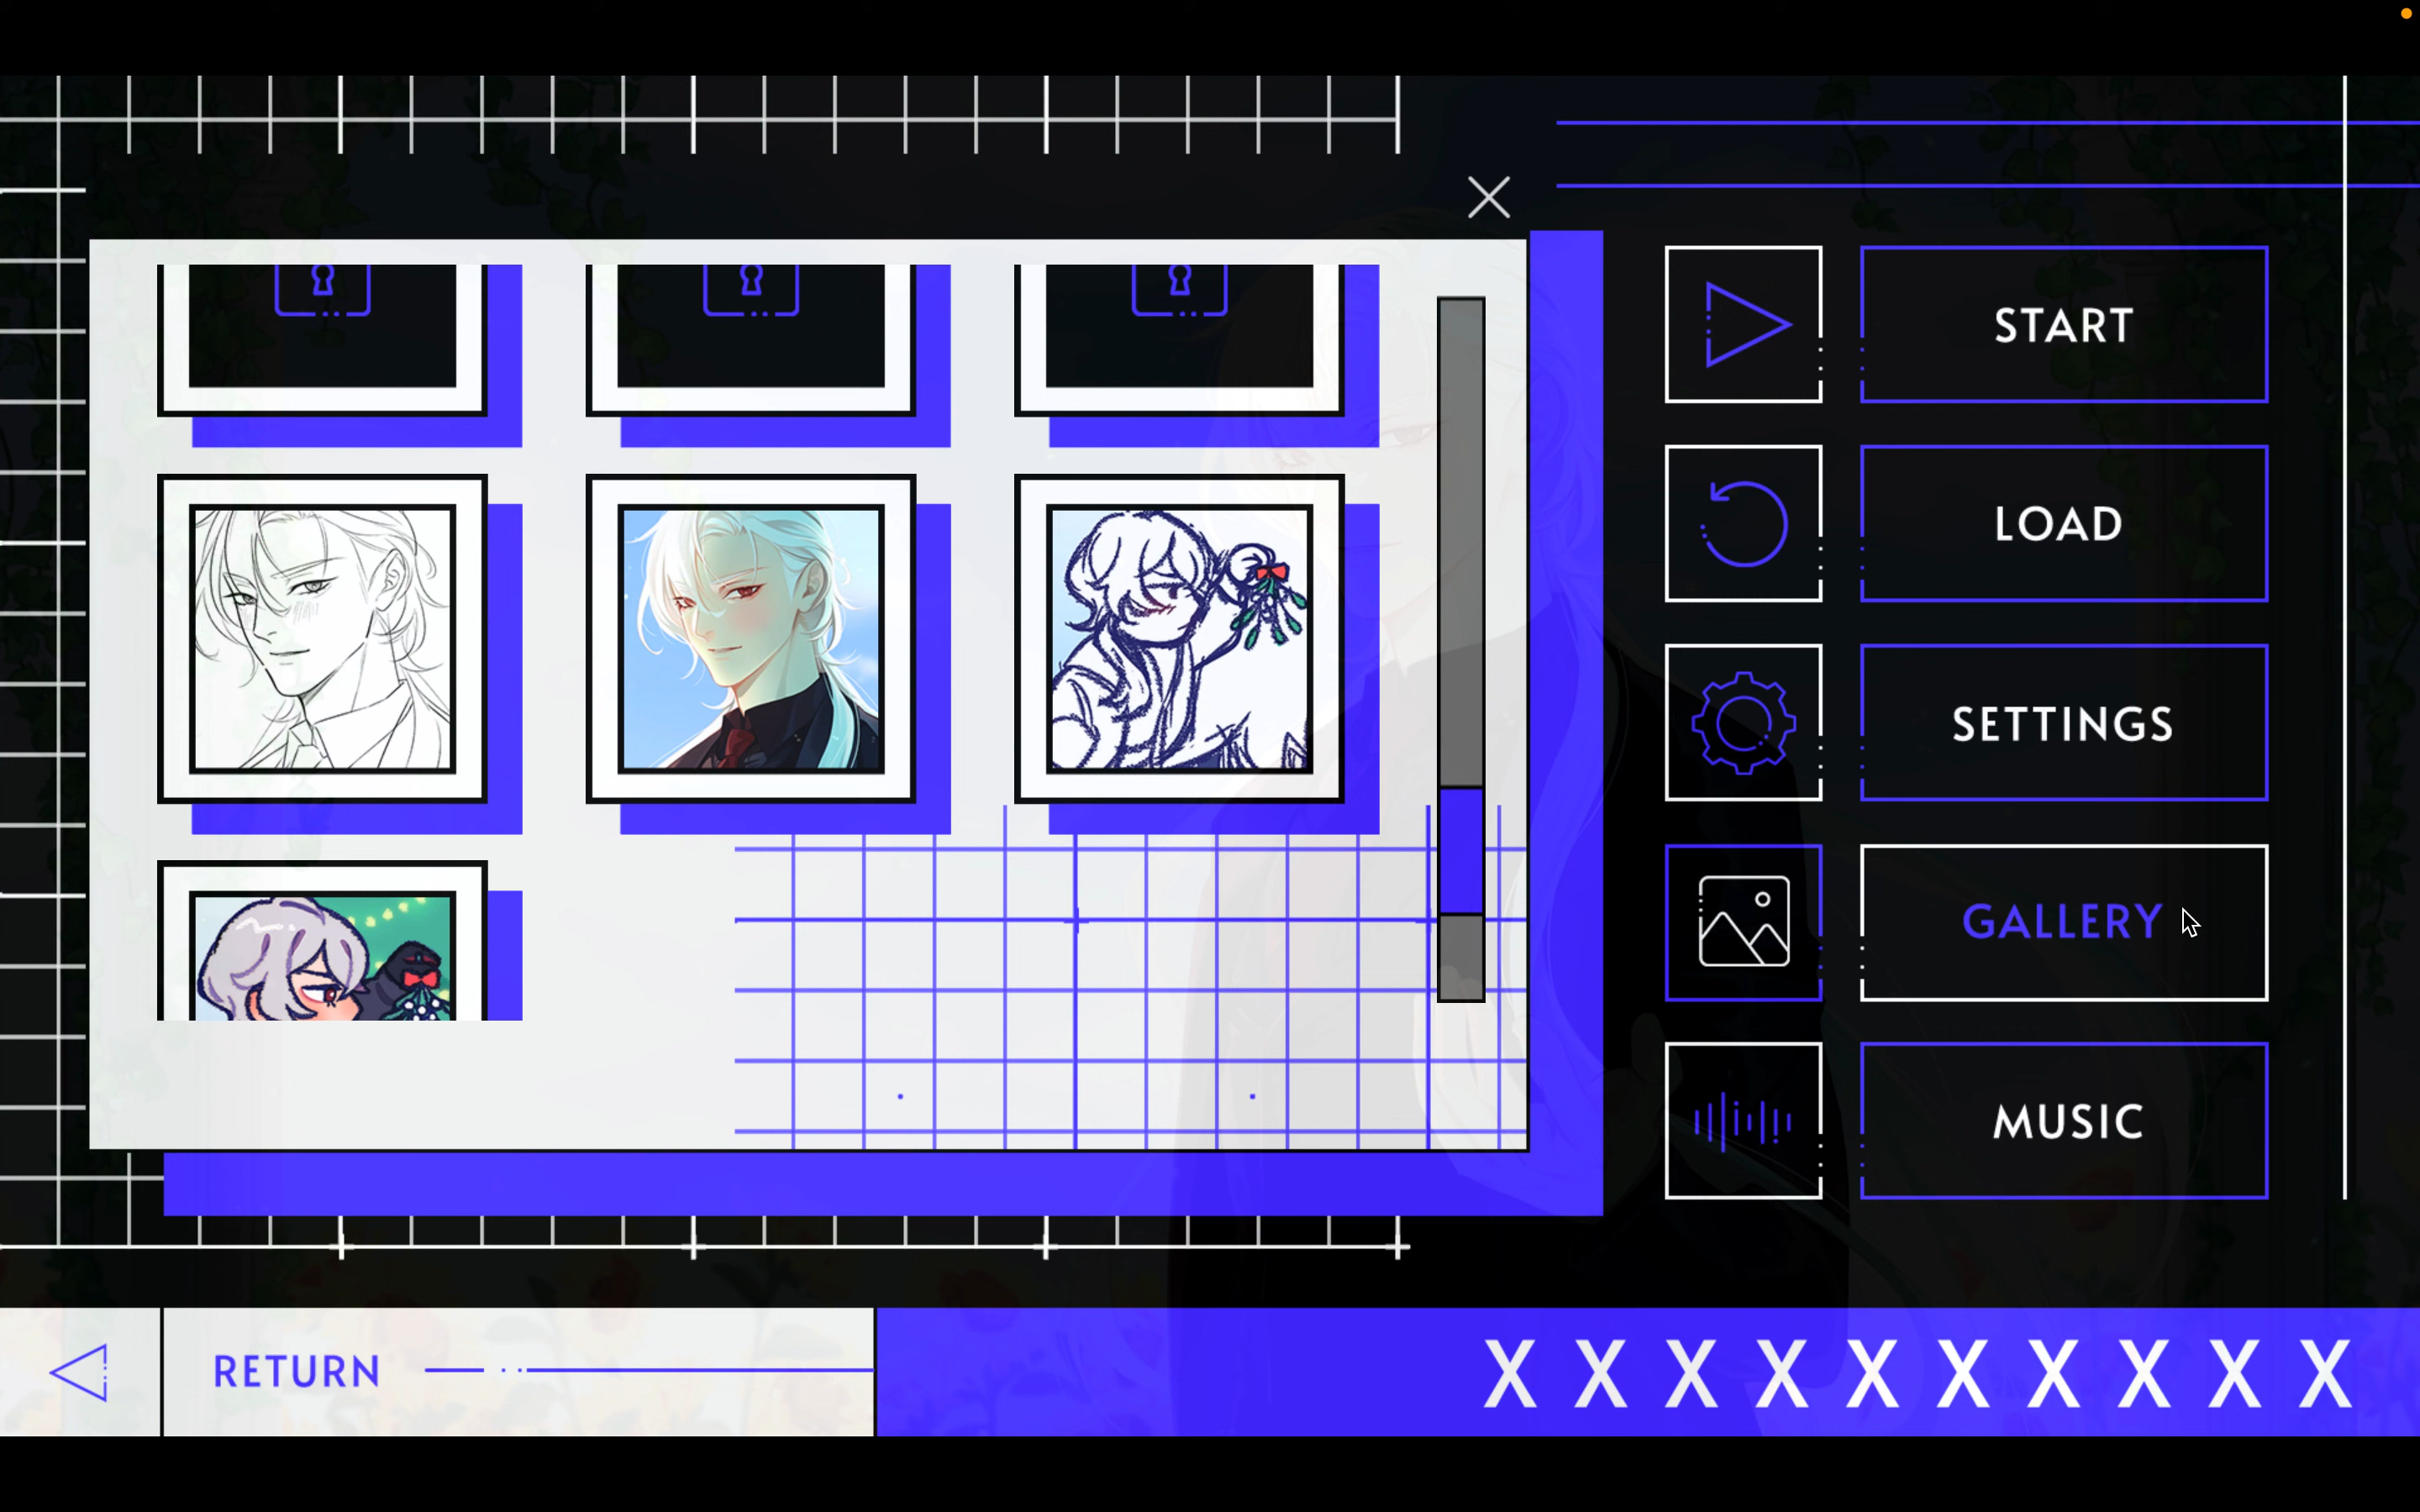 START
LOAD
SETTINGS
GALLERY
MUSIC
RETURN
X X X X X X X X X X